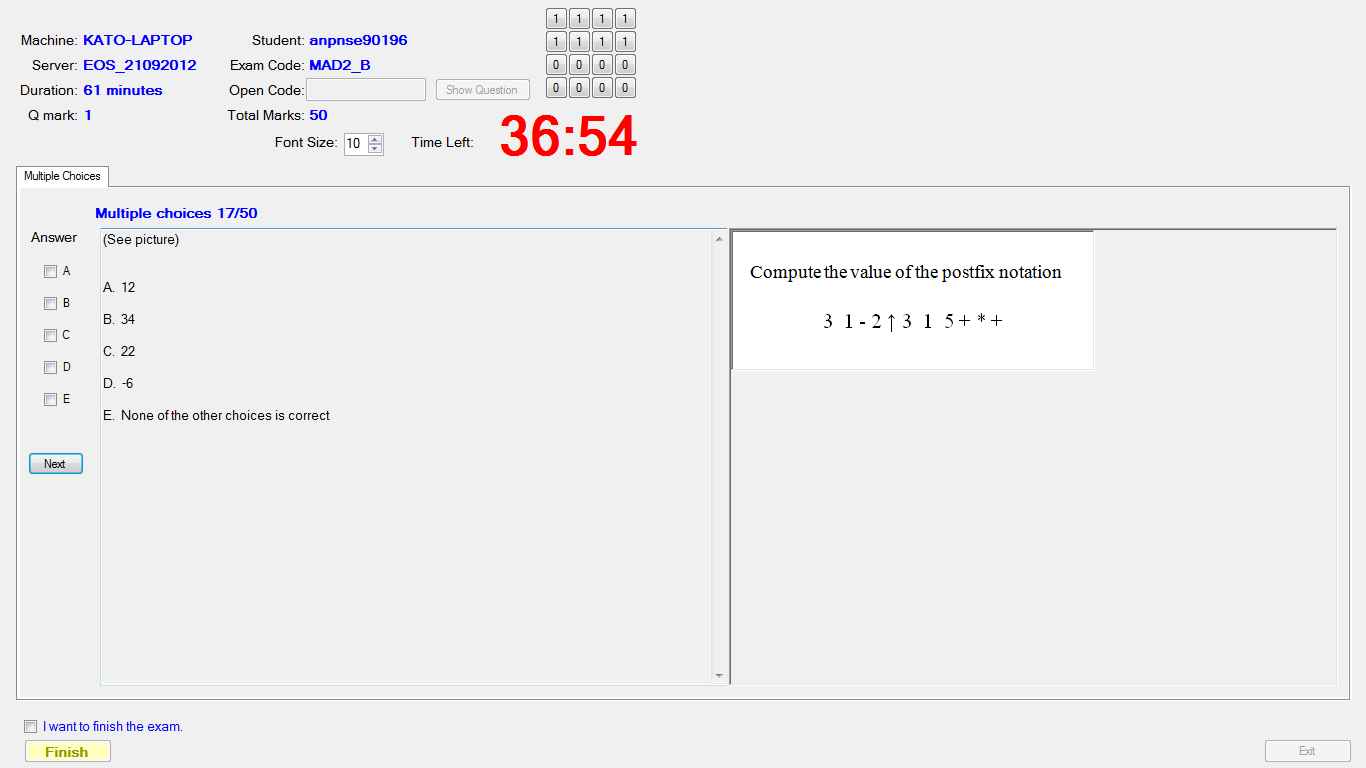 Machine: KATO-LAPTOP Student: anpnse90196
Server: EOS_21092012 Exam Code: MAD2_B
Duration: 61 minutes Open Code: Show Question
Q mark: 1 Total Marks: 50
1 1 1 1
1 1 1 1
0 0 0 0
0 0 0 0
Font Size: 10 Time Left: 36:54
Multiple Choices
Multiple choices 17/50
Answer
A
B
C
D
E
Next
(See picture)
A. 12
B. 34
C. 22
D. -6
E. None of the other choices is correct
Compute the value of the postfix notation
3 1 - 2 ↑ 3 1 5 + * +
I want to finish the exam.
Finish
Exit